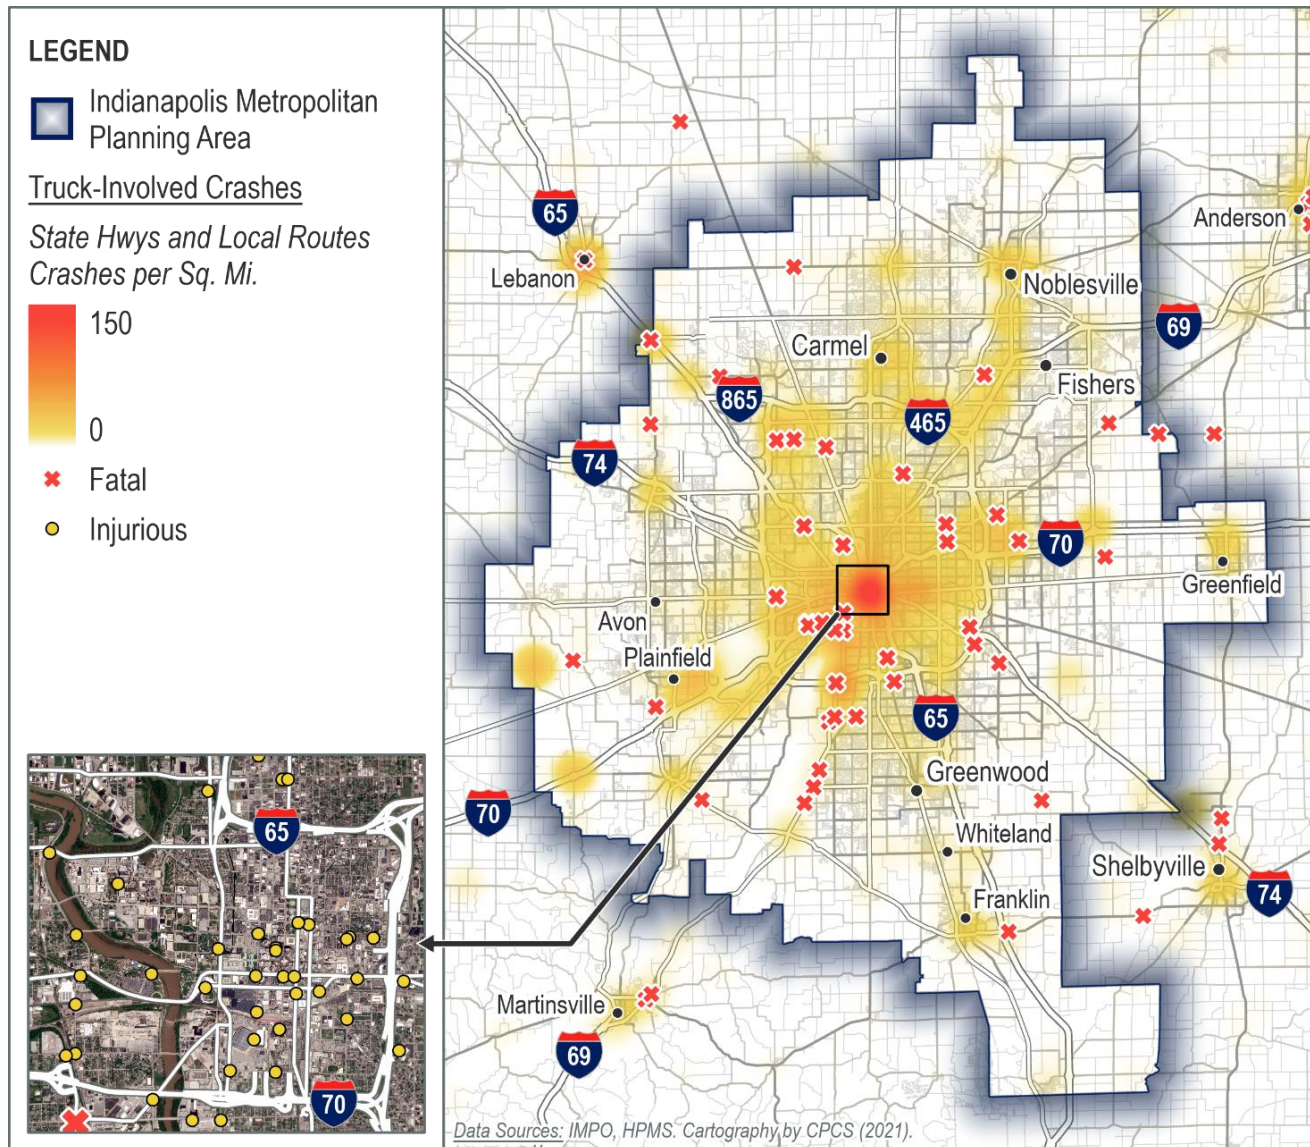 LEGEND
Indianapolis Metropolitan
Planning Area
Truck-Involved Crashes
State Hwys and Local Routes
Crashes per Sq. Mi.
150
0
Fatal
Injurious
65
70
65
Lebanon
Anderson
Noblesville
69
Carmel
Fishers
865
465
74
70
Greenfield
Avon
Plainfield
65
Greenwood
70
Whiteland
Shelbyville
74
Franklin
Martinsville
69
Data Sources: IMPO, HPMS. Cartography by CPCS (2021).